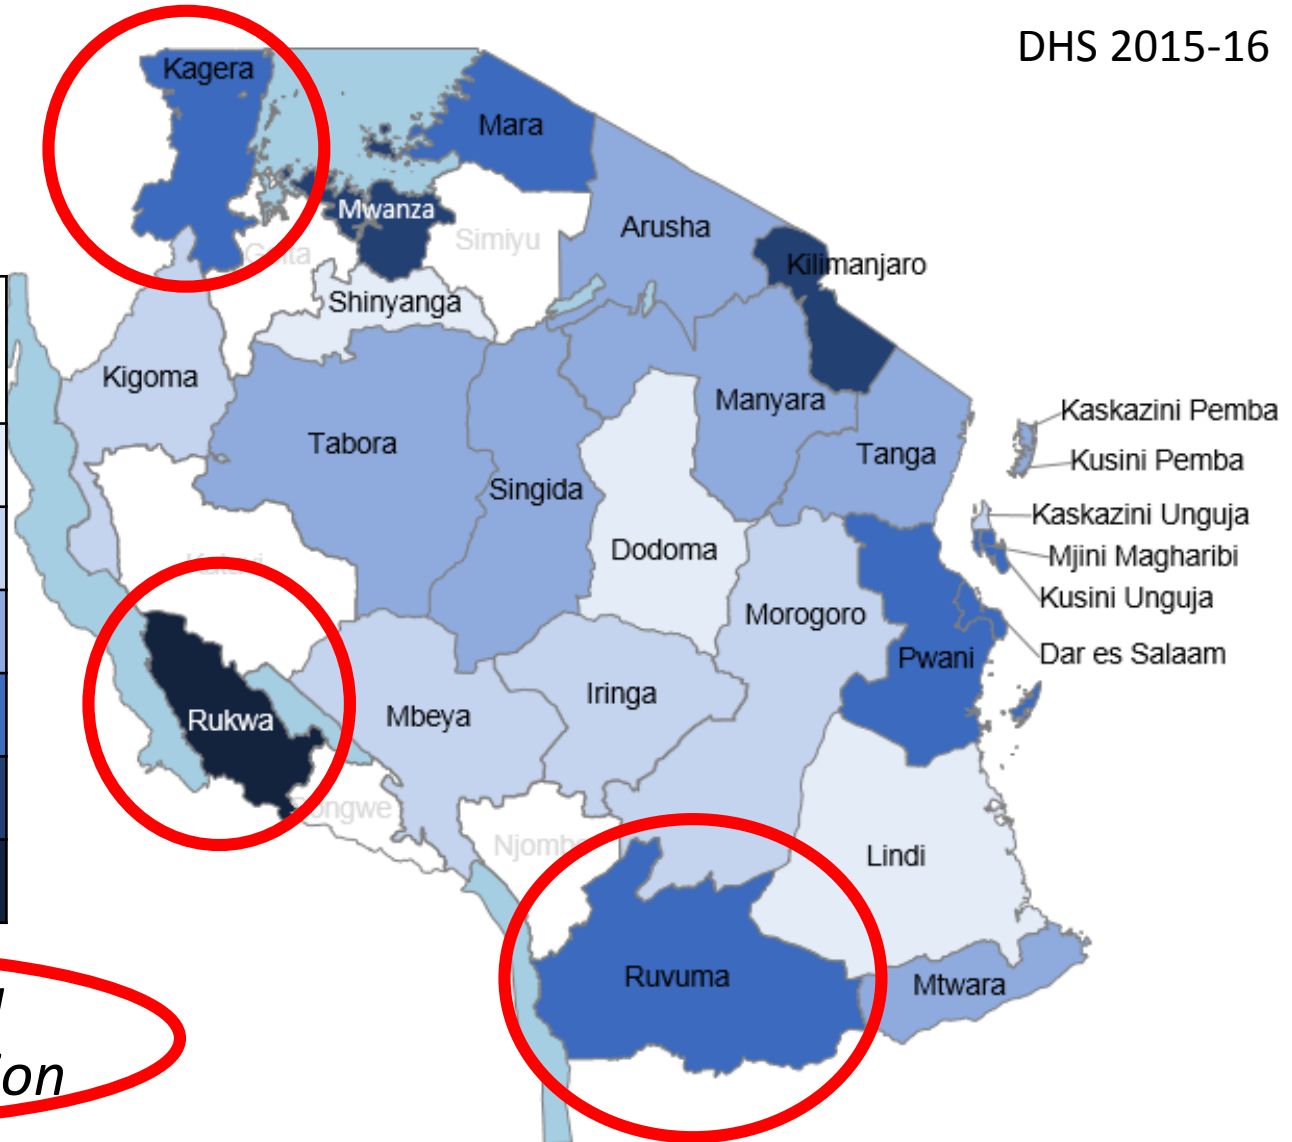 DHS 2015-16
Kagera
Mara
Mwanza
Simiyu
Arusha
Kilimanjaro
Shinyanga
Kigoma
Manyara
Kaskazini Pemba
Tabora
Tanga
Kusini Pemba
Singida
Kaskazini Unguja
Dodoma
Mjini Magharibi
Kusini Unguja
Morogoro
Dar es Salaam
Pwani
Iringa
Rukwa
Mbeya
Lindi
Ruvuma
Mtwara